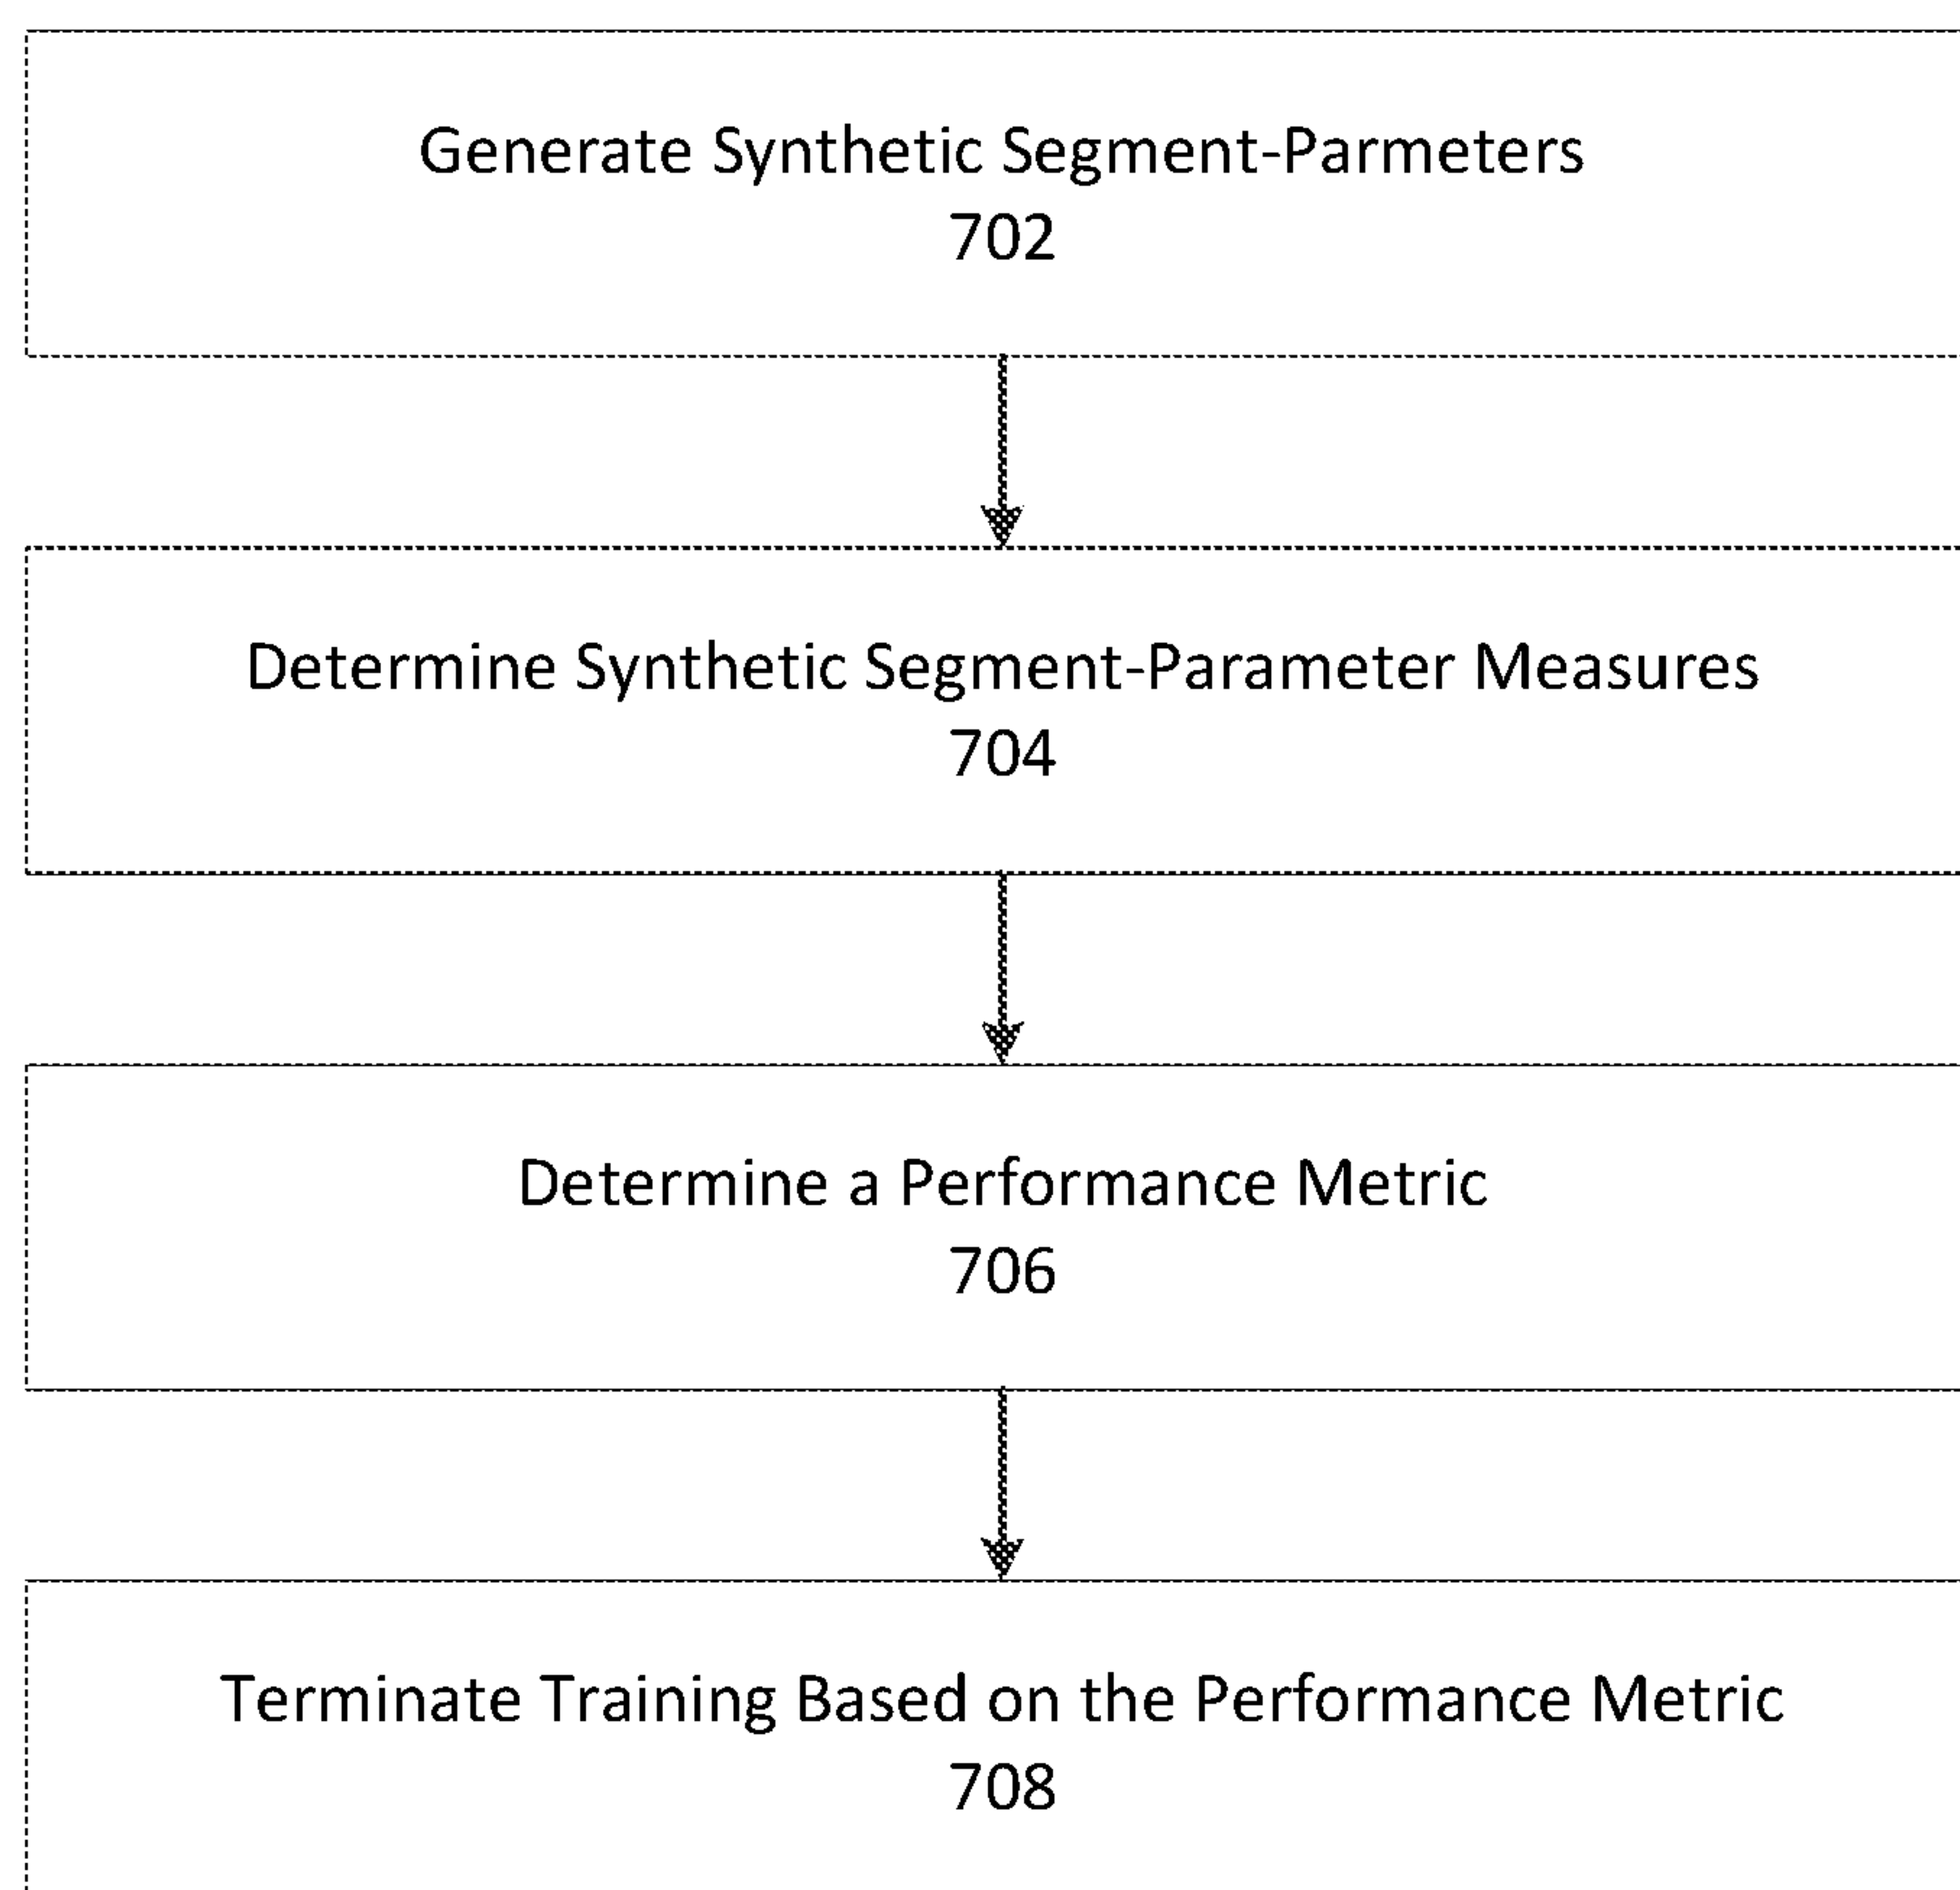 Generate Synthetic Segment-Parmeters
702
Determine Synthetic Segment-Parameter Measures
704
Determine a Performance Metric
706
Terminate Training Based on the Performance Metric
708